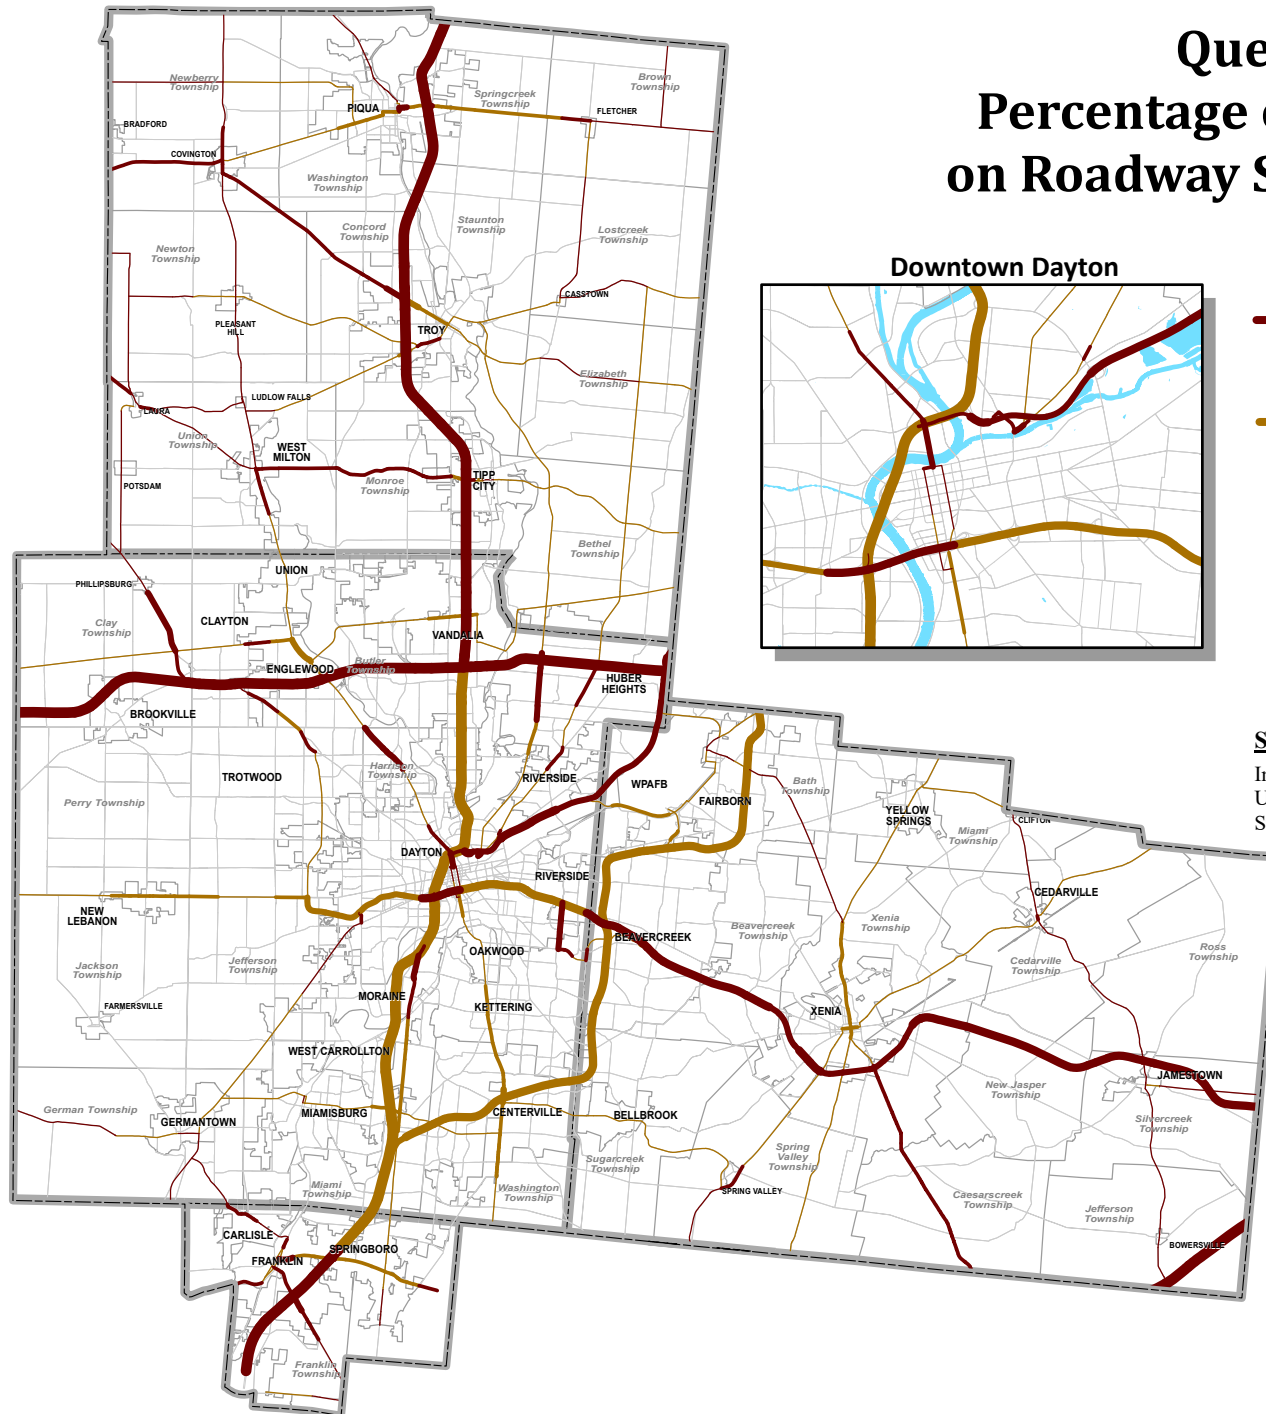 Que
Percentage
on Roadway S
Downtown Dayton
S
In
U
S
Brown
Township
Newberry
Township
Springcreek
Township
PIQUA
FLETCHER
BRADFORD
COVINGTON
Washington
Township
Staunton
Township
Concord
Township
Lostcreek
Township
Newton
Township
CASSTOWN
PLEASANT
HILL
TROY
Elizabeth
Township
LUDLOW FALLS
LAURA
Union
Township
WEST
MILTON
TIPP
CITY
POTSDAM
Monroe
Township
Bethel
Township
UNION
PHILLIPSBURG
Clay
Township
CLAYTON
VANDALIA
Butler
Township
ENGLEWOOD
HUBER
HEIGHTS
BROOKVILLE
TROTWOOD
Harrison
Township
RIVERSIDE
WPAFB
Bath
Township
Perry Township
FAIRBORN
YELLOW
SPRINGS
CLIFTON
Miami
Township
DAYTON
RIVERSIDE
CEDARVILLE
NEW
LEBANON
Xenia
Township
Beavercreek
Township
BEAVERCREEK
Ross
Township
OAKWOOD
Jackson
Township
Jefferson
Township
Cedarville
Township
MORAINE
FARMERSVILLE
KETTERING
XENIA
WEST CARROLLTON
JAMESTOWN
New Jasper
Township
German Township
MIAMISBURG
CENTERVILLE
BELLBROOK
GERMANTOWN
Silvercreek
Township
Spring
Valley
Township
Sugarcreek
Township
Miami
Township
Washington
Township
SPRING VALLEY
Caesarscreek
Township
Jefferson
Township
CARLISLE
SPRINGBORO
FRANKLIN
BOWERSVILLE
Franklin
Township